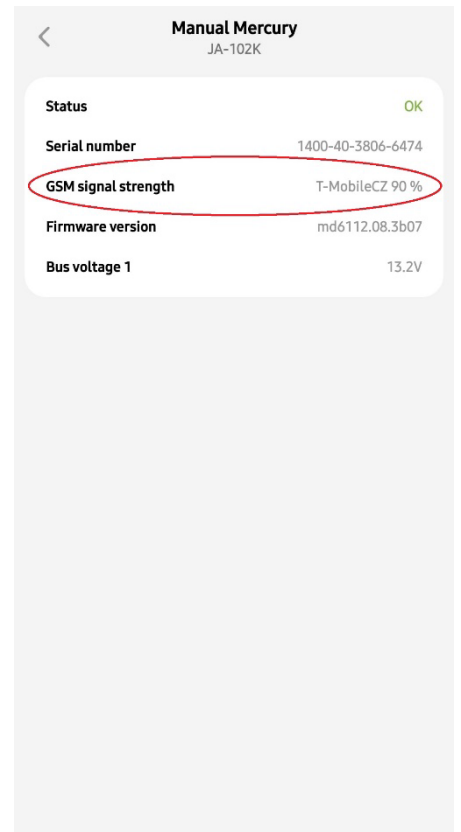 Manual Mercury
JA-102K
Status OK
Serial number 1400-40-3806-6474
GSM signal strength T-MobileCZ 90 %
Firmware version md6112.08.3b07
Bus voltage 1 13.2V